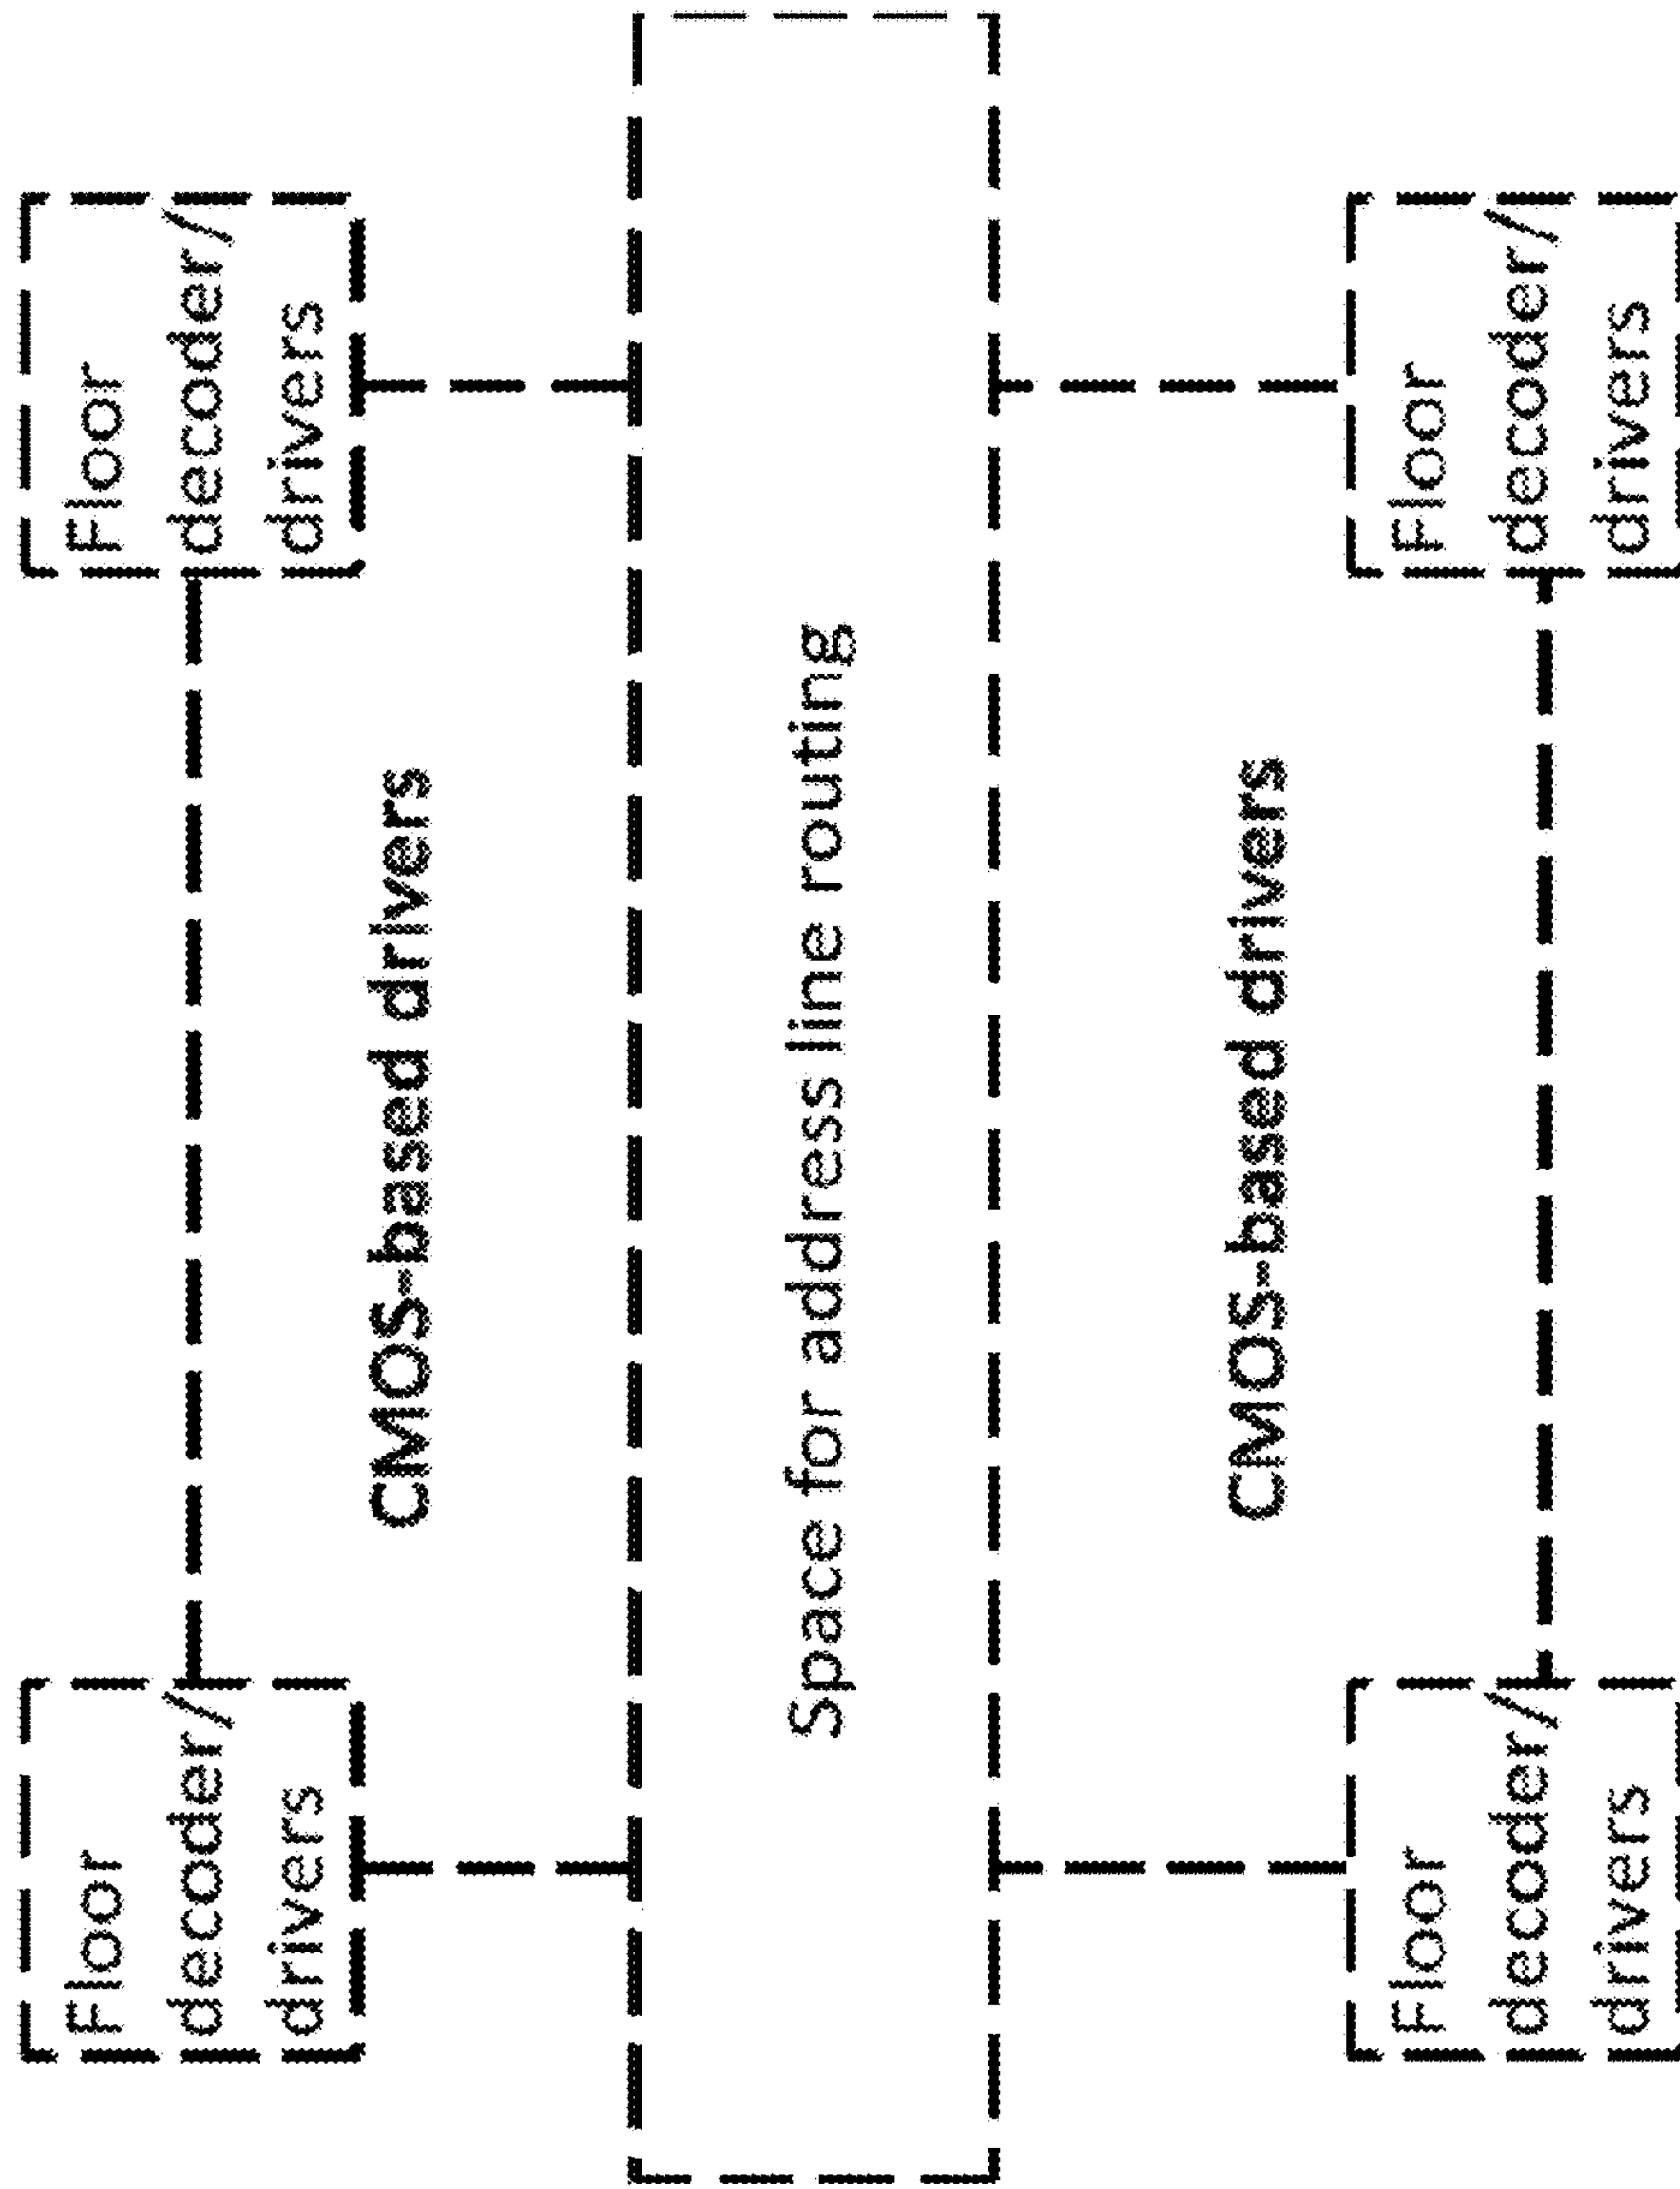 Floor
decoder/
drivers
Floor
decoder/
drivers
CMOS-based drivers
Space for address line routing
CMOS-based drivers
Floor
decoder/
drivers
Floor
decoder/
drivers